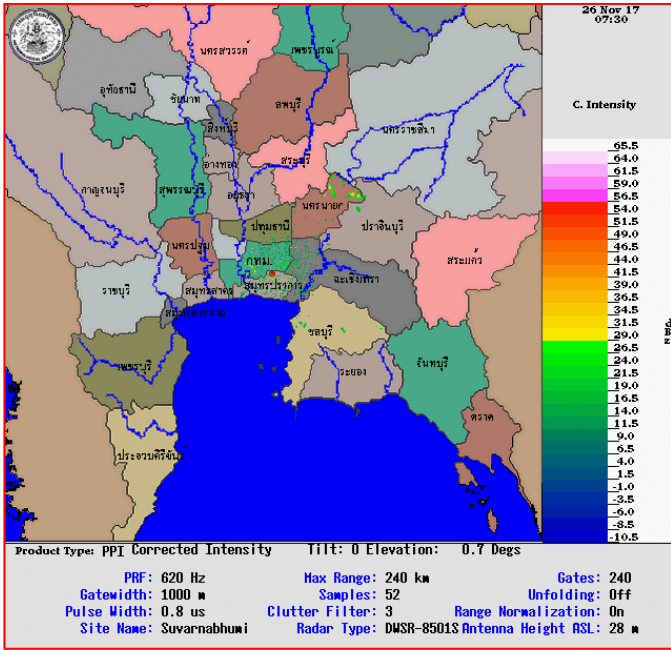 26 Nov 17
07:30
C. Intensity
65.5
64.0
61.5
59.0
56.5
54.0
51.5
49.0
46.5
44.0
41.5
39.0
36.5
34.0
31.5
29.0
26.5
24.0
21.5
19.0
16.5
14.0
11.5
9.0
6.5
4.0
1.5
-1.0
-3.5
-6.0
-8.5
-10.5
นครสวรรค์
เพชรบูรณ์
อุทัยธานี
ชัยนาท
ลพบุรี
สิงห์บุรี
นครราชสีมา
อ่างทอง
สระบุรี
กาญจนบุรี
สุพรรณบุรี
อยุธยา
นครนายก
ปราจีนบุรี
ปทุมธานี
นครปฐม
กทม.
สระแก้ว
ฉะเชิงเทรา
ราชบุรี
สมุทรสาคร
สมุทรปราการ
สมุทรสงคราม
ชลบุรี
เพชรบุรี
ระยอง
จันทบุรี
ตราด
ประจวบคีรีขันธ์
Product Type: PPI Corrected Intensity Tilt: 0 Elevation: 0.7 Degs
PRF: 620 Hz Max Range: 240 km Gates: 240
Gatewidth: 1000 m Samples: 52 Unfolding: Off
Pulse Width: 0.8 us Clutter Filter: 3 Range Normalization: On
Site Name: Suvarnabhumi Radar Type: DWSR-8501S Antenna Height ASL: 28 m